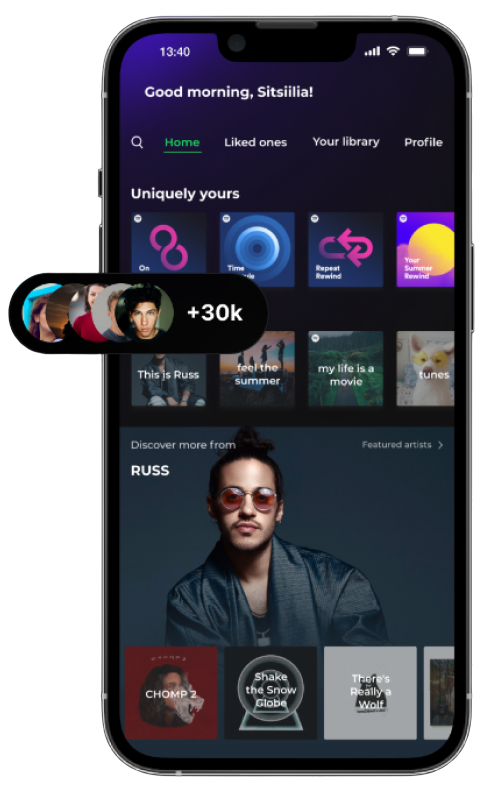 13:40
Good morning, Sitsiilia!
Home
Liked ones
Your library
Profile
Uniquely yours
On
Time
Repeat
Rewind
Your
Summer
Rewind
+30k
This is Russ
feel the
summer
my life is a
movie
tunes
Discover more from
Featured artists
RUSS
CHOMP 2
Shake
the Snow
Globe
There's
Really a
Wolf